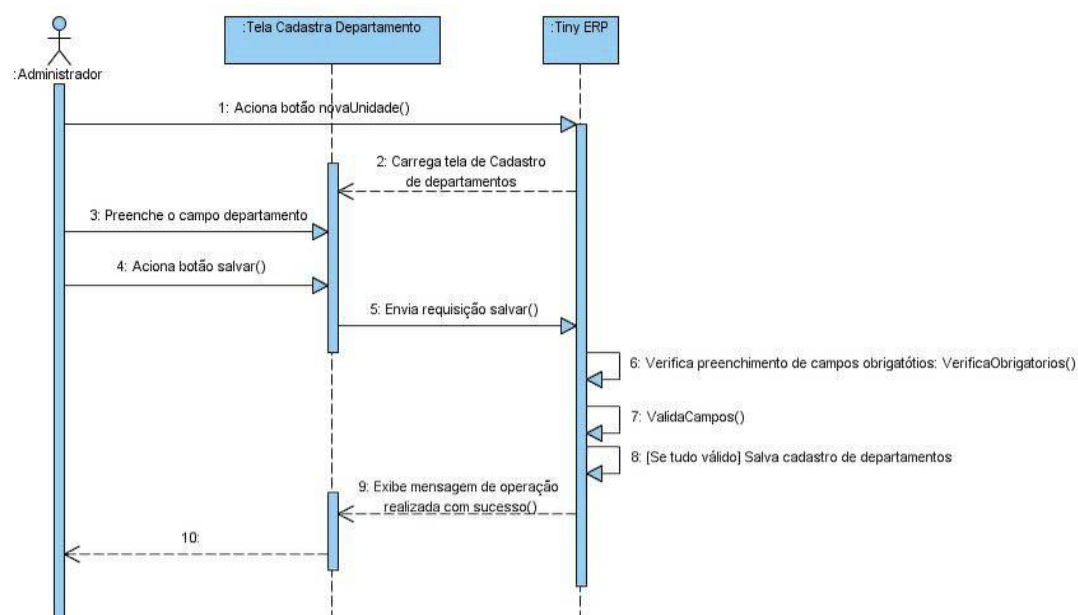 :Tela Cadastra Departamento
:Tiny ERP
:Administrador
1: Aciona botão novaUnidade()
2: Carrega tela de Cadastro
de departamentos
3: Preenche o campo departamento
4: Aciona botão salvar()
5: Envia requisição salvar()
6: Verifica preenchimento de campos obrigatótios: VerificaObrigatorios()
7: ValidaCampos()
8: [Se tudo válido] Salva cadastro de departamentos
9: Exibe mensagem de operação
realizada com sucesso()
10: